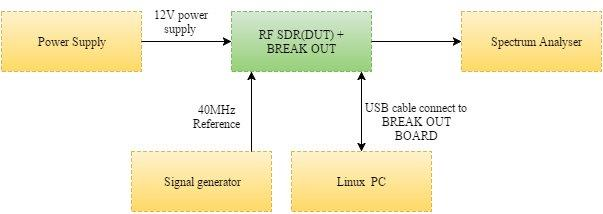 12V power
supply
Power Supply
RF SDR(DUT) +
BREAK OUT
Spectrum Analyser
40MHz
Reference
USB cable connect to
BREAK OUT
BOARD
Signal generator
Linux PC